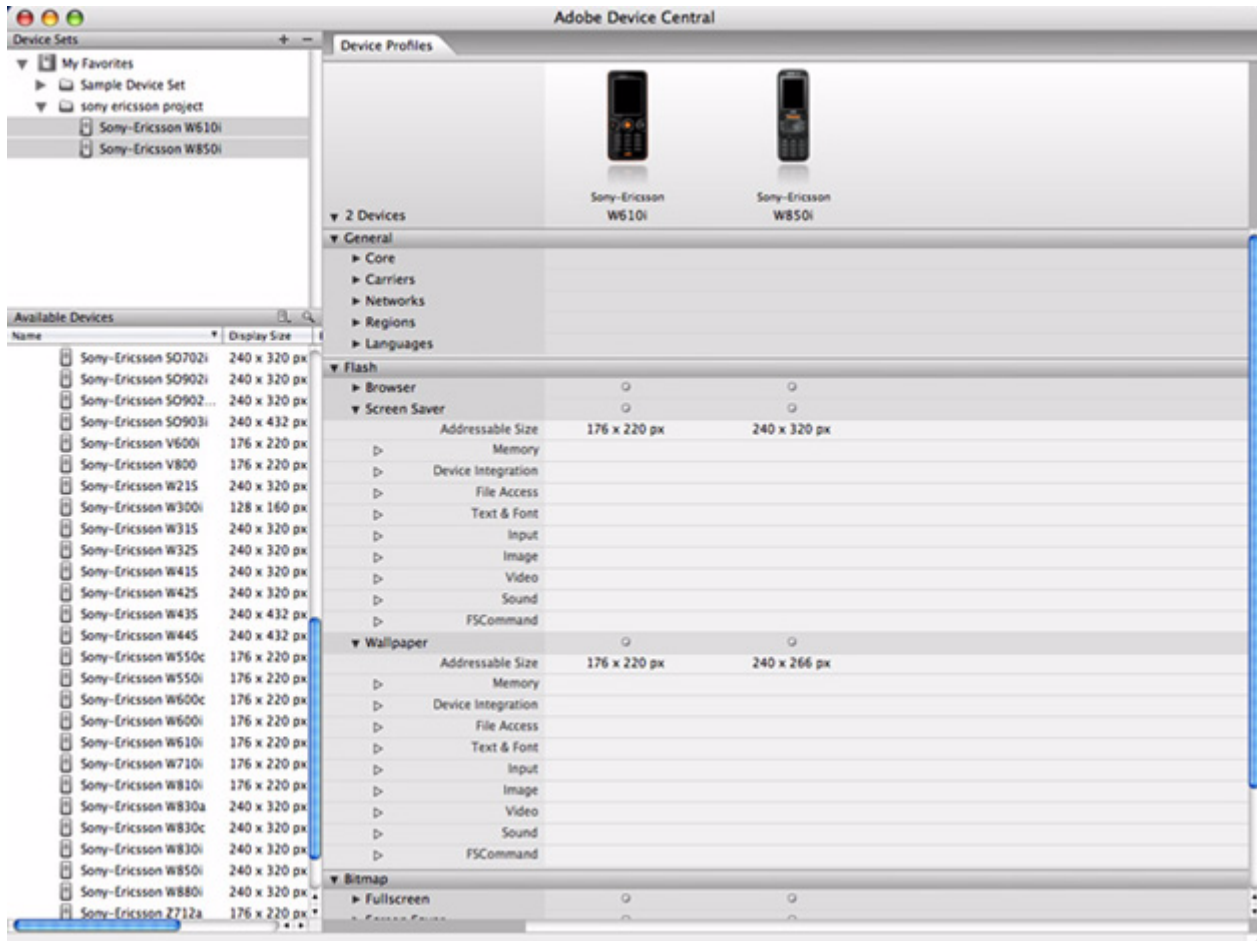 Adobe Device Central
Device Sets + −
My Favorites
Sample Device Set
sony ericsson project
Sony-Ericsson W610i
Sony-Ericsson W850i
Available Devices
Name Display Size
Sony-Ericsson SO702i 240 x 320 px
Sony-Ericsson SO902i 240 x 320 px
Sony-Ericsson SO902... 240 x 320 px
Sony-Ericsson SO903i 240 x 432 px
Sony-Ericsson V600i 176 x 220 px
Sony-Ericsson V800 176 x 220 px
Sony-Ericsson W21S 240 x 320 px
Sony-Ericsson W300i 128 x 160 px
Sony-Ericsson W31S 240 x 320 px
Sony-Ericsson W32S 240 x 320 px
Sony-Ericsson W41S 240 x 320 px
Sony-Ericsson W42S 240 x 320 px
Sony-Ericsson W43S 240 x 432 px
Sony-Ericsson W44S 240 x 432 px
Sony-Ericsson W550c 176 x 220 px
Sony-Ericsson W550i 176 x 220 px
Sony-Ericsson W600c 176 x 220 px
Sony-Ericsson W600i 176 x 220 px
Sony-Ericsson W610i 176 x 220 px
Sony-Ericsson W710i 176 x 220 px
Sony-Ericsson W810i 176 x 220 px
Sony-Ericsson W830a 240 x 320 px
Sony-Ericsson W830c 240 x 320 px
Sony-Ericsson W830i 240 x 320 px
Sony-Ericsson W850i 240 x 320 px
Sony-Ericsson W880i 240 x 320 px
Sony-Ericsson Z712a 176 x 220 px
Device Profiles
Sony-Ericsson Sony-Ericsson
2 Devices W610i W850i
General
Core
Carriers
Networks
Regions
Languages
Flash
Browser
Screen Saver
Addressable Size 176 x 220 px 240 x 320 px
Memory
Device Integration
File Access
Text & Font
Input
Image
Video
Sound
FSCommand
Wallpaper
Addressable Size 176 x 220 px 240 x 266 px
Memory
Device Integration
File Access
Text & Font
Input
Image
Video
Sound
FSCommand
Bitmap
Fullscreen